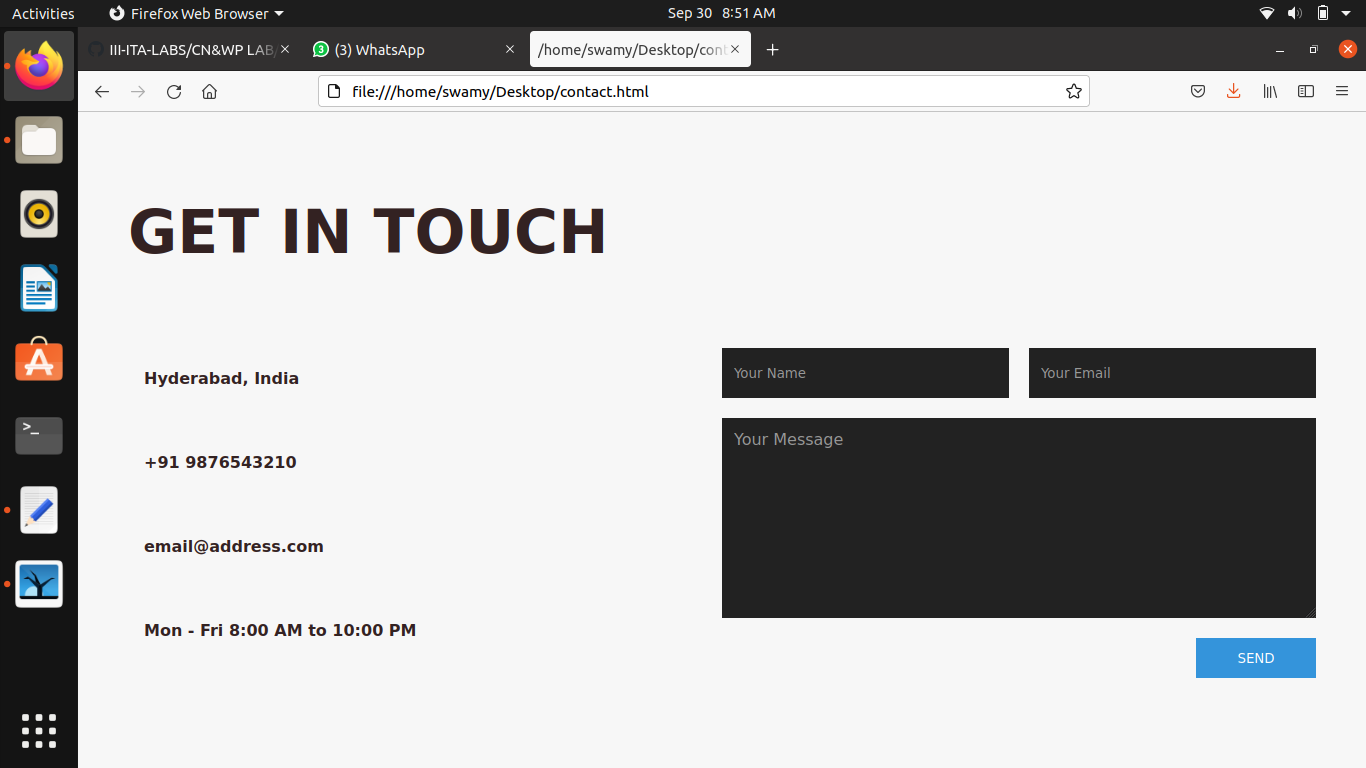 Activities Firefox Web Browser Sep 30 8:51 AM
III-ITA-LABS/CN&WP LAB/ 3 (3) WhatsApp /home/swamy/Desktop/cont
file:///home/swamy/Desktop/contact.html
GET IN TOUCH
Hyderabad, India
+91 9876543210
email@address.com
Mon - Fri 8:00 AM to 10:00 PM
Your Name Your Email
Your Message
SEND